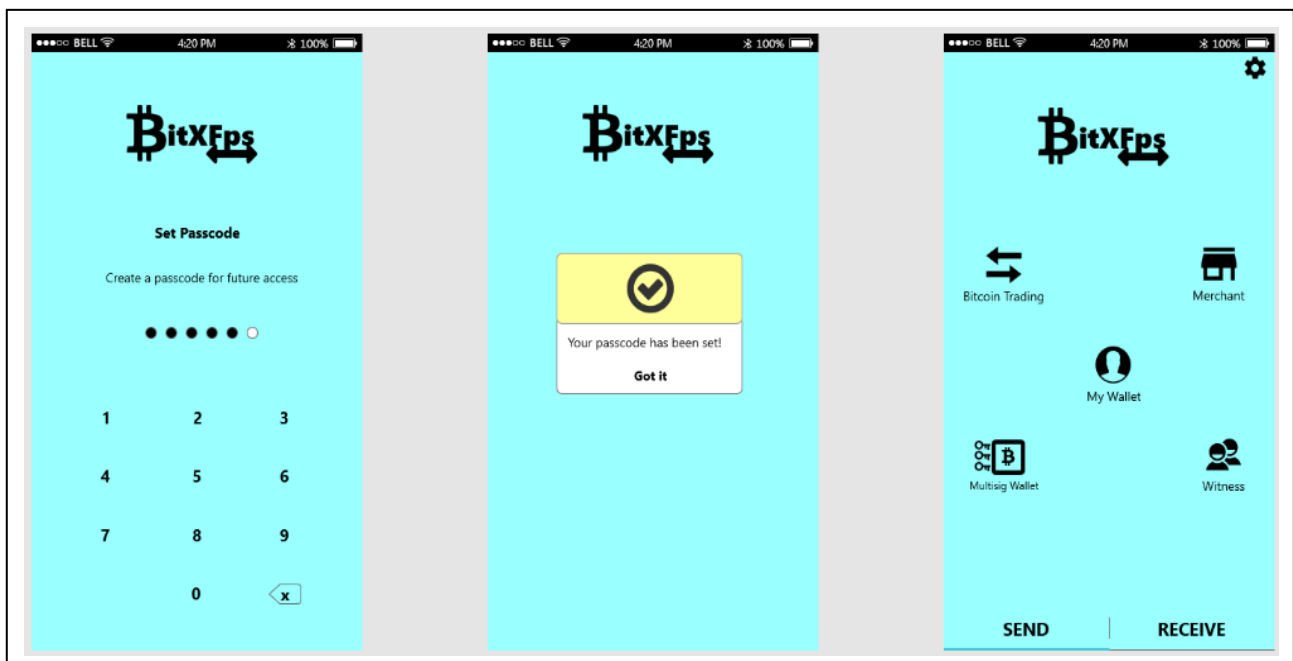 BELL 4:20 PM 100%
BitXFps
Set Passcode
Create a passcode for future access
1 2 3
4 5 6
7 8 9
0 x
BELL 4:20 PM 100%
BitXFps
Your passcode has been set!
Got it
BELL 4:20 PM 100%
BitXFps
Bitcoin Trading Merchant
My Wallet
Multisig Wallet Witness
SEND RECEIVE